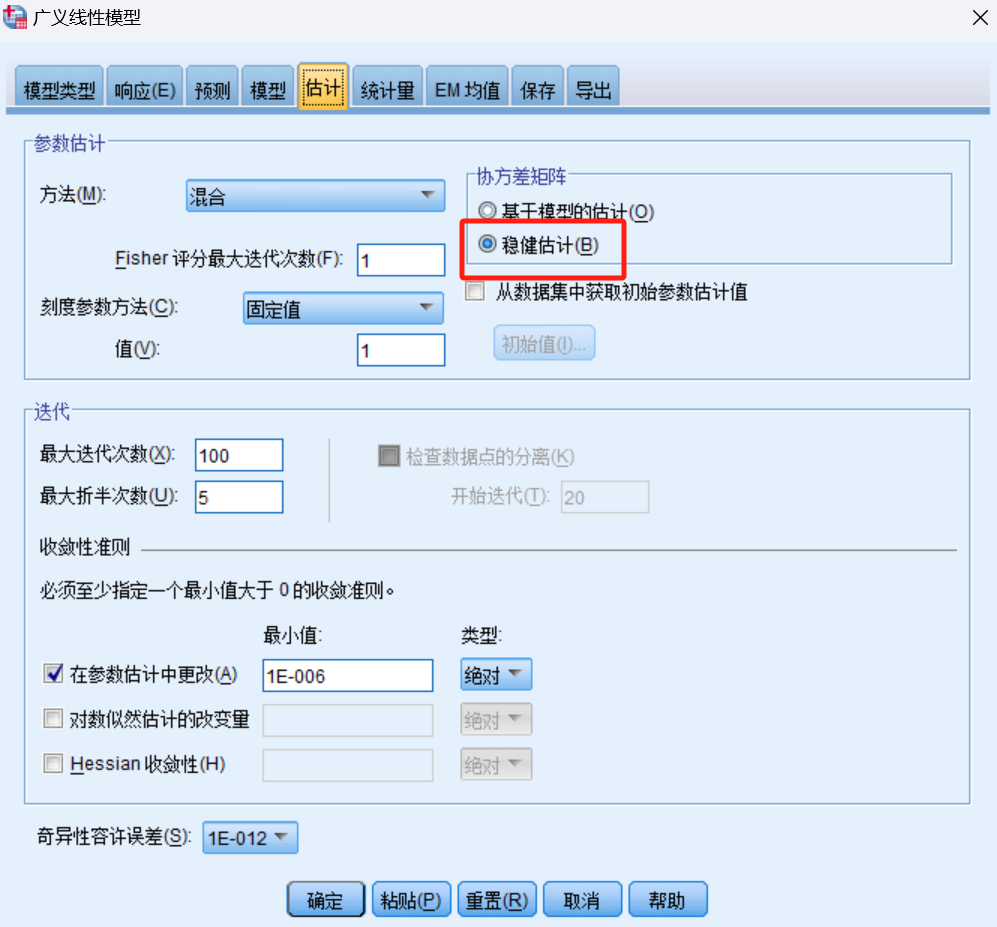 广义线性模型
模型类型 响应(E) 预测 模型 估计 统计量 EM 均值 保存 导出
参数估计
方法(M): 混合
Fisher 评分最大迭代次数(F): 1
刻度参数方法(C): 固定值
值(V): 1
协方差矩阵
基于模型的估计(O)
稳健估计(B)
从数据集中获取初始参数估计值
初始值(I)...
迭代
最大迭代次数(X): 100
最大折半次数(U): 5
检查数据点的分离(K)
开始迭代(T): 20
收敛性准则
必须至少指定一个最小值大于 0 的收敛准则。
最小值: 类型:
在参数估计中更改(A) 1E-006 绝对
对数似然估计的改变量 绝对
Hessian 收敛性(H) 绝对
奇异性容许误差(S): 1E-012
确定 粘贴(P) 重置(R) 取消 帮助